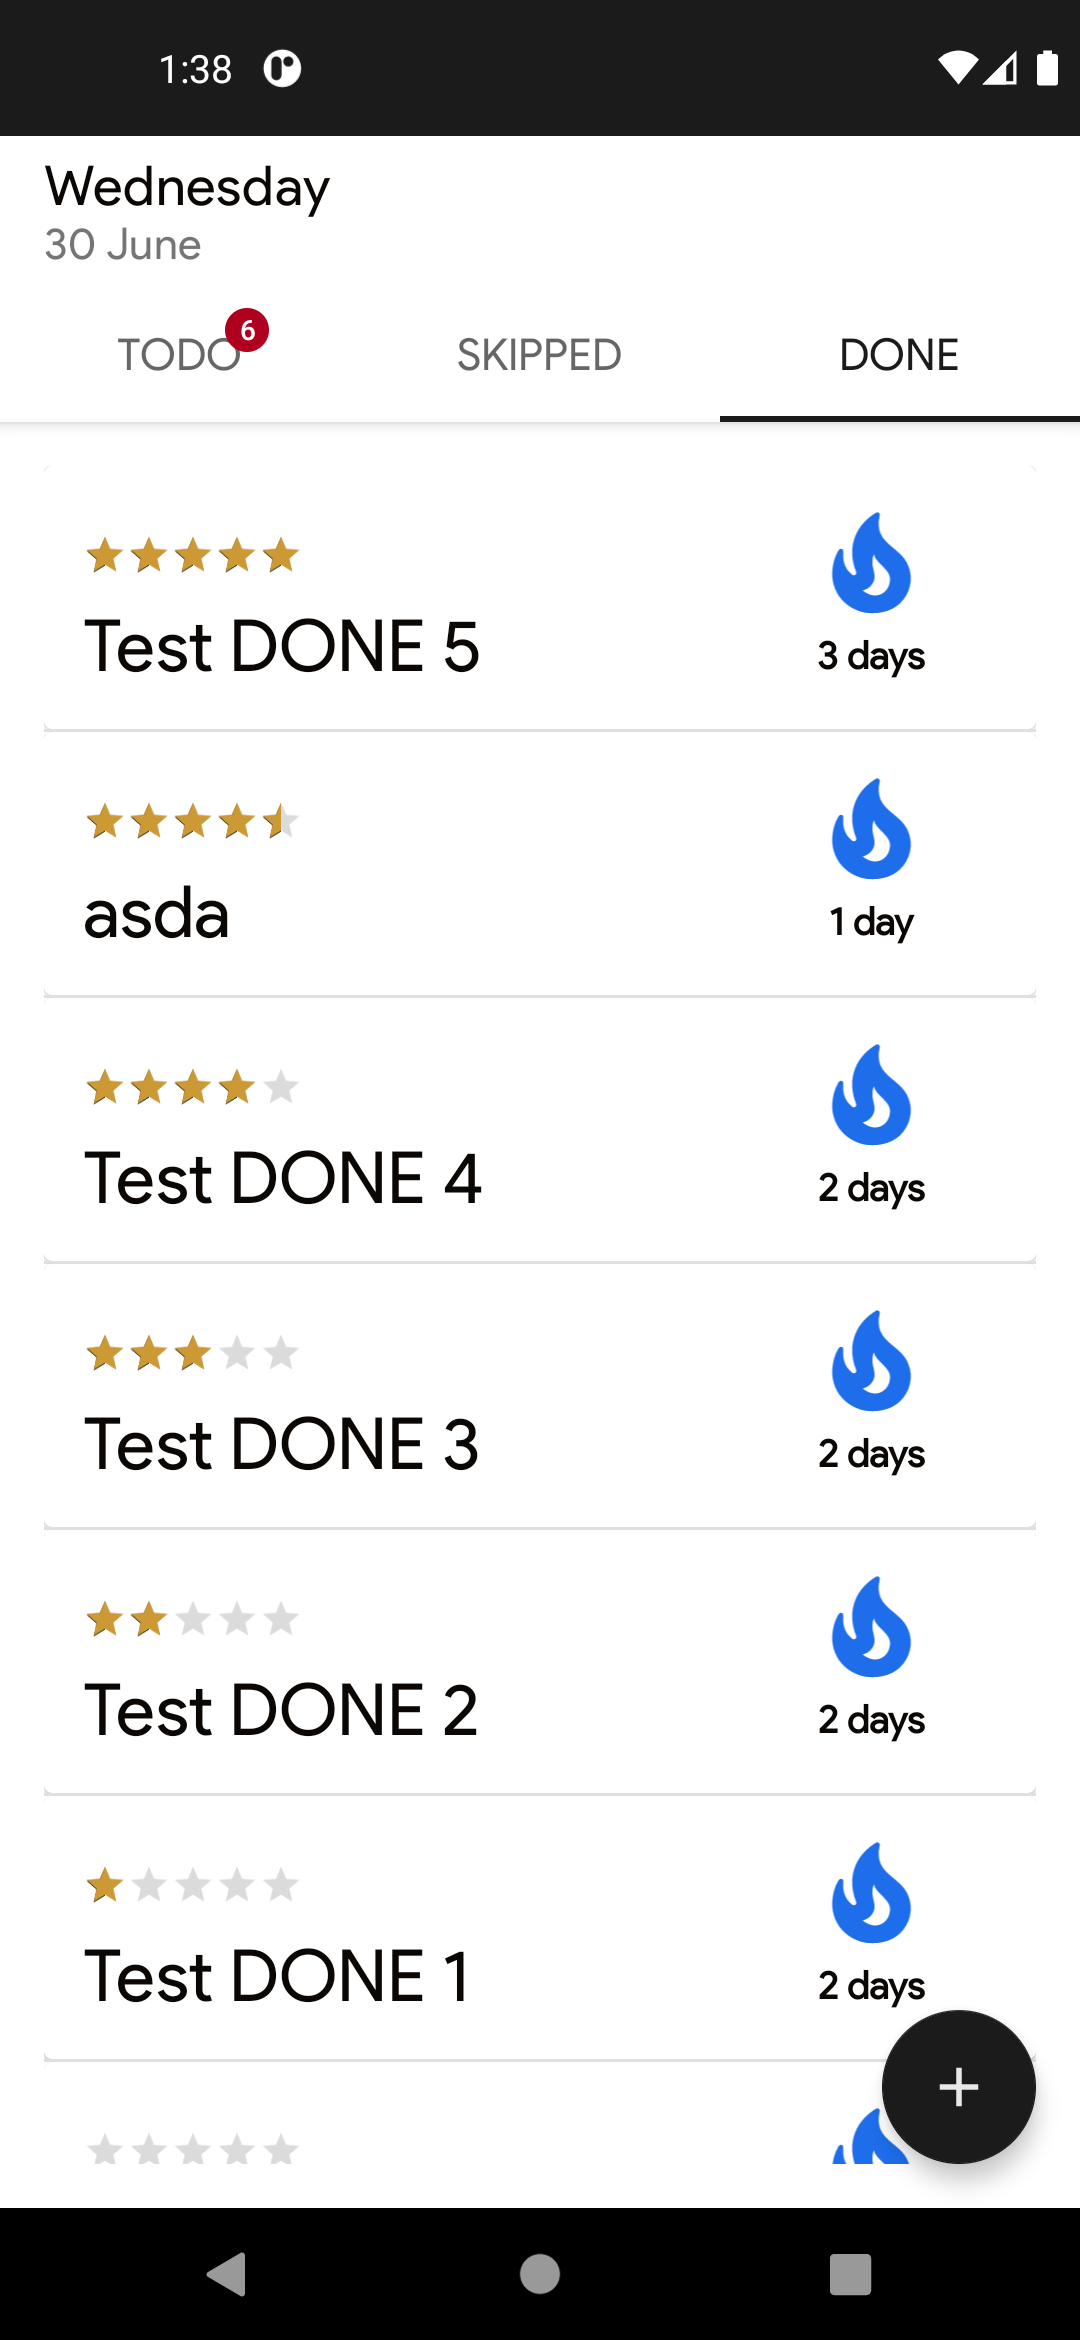 1:38
Wednesday
30 June
TODO 6 SKIPPED DONE
Test DONE 5
3 days
asda
1 day
Test DONE 4
2 days
Test DONE 3
2 days
Test DONE 2
2 days
Test DONE 1
2 days
+